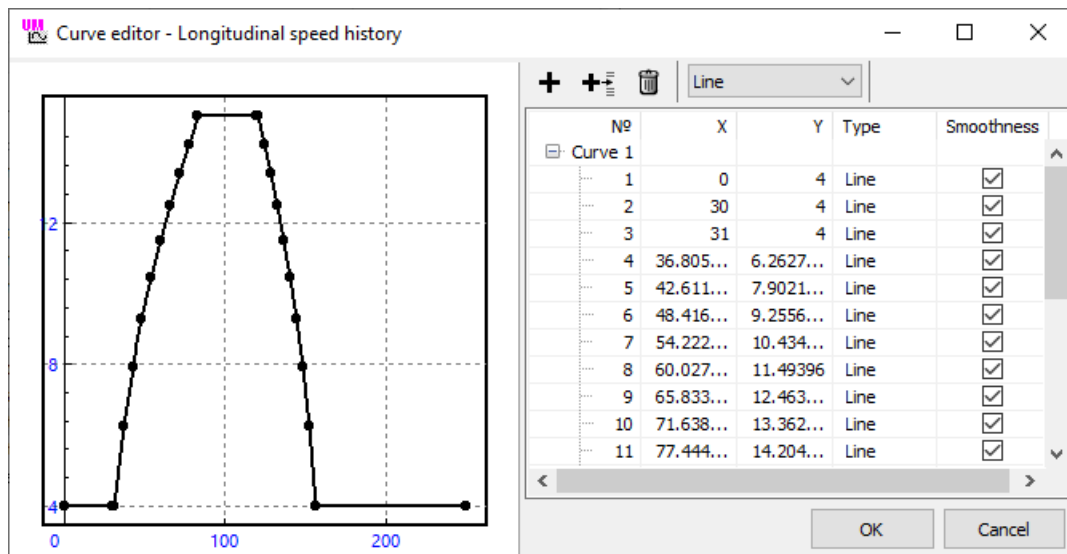 UM Curve editor - Longitudinal speed history
Line
Nº X Y Type Smoothness
Curve 1
1 0 4 Line
2 30 4 Line
3 31 4 Line
4 36.805... 6.2627... Line
5 42.611... 7.9021... Line
6 48.416... 9.2556... Line
7 54.222... 10.434... Line
8 60.027... 11.49396 Line
9 65.833... 12.463... Line
10 71.638... 13.362... Line
11 77.444... 14.204... Line
12
8
4
0 100 200
OK Cancel